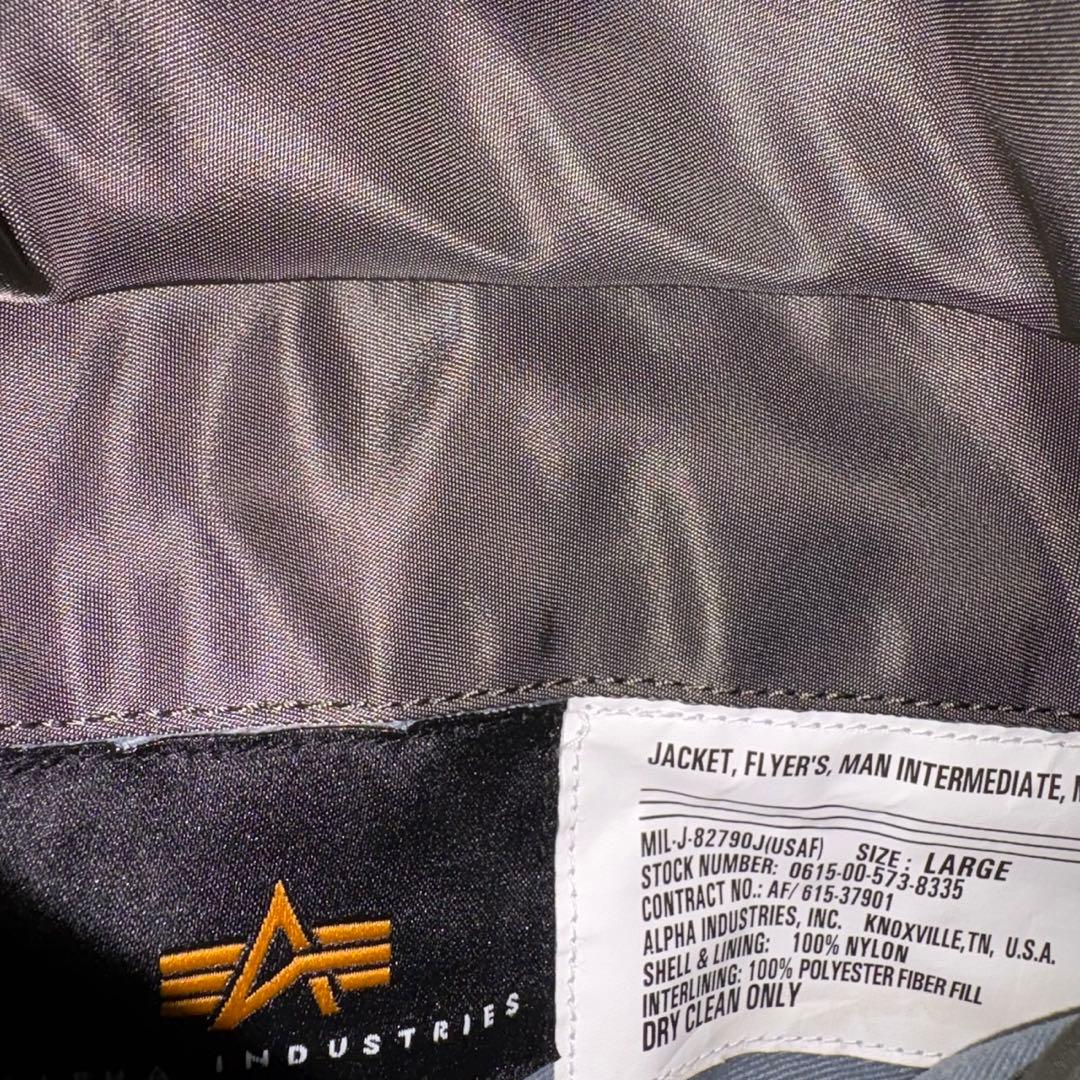 JACKET, FLYER'S, MAN INTERMEDIATE,
MIL-J-82790J(USAF) SIZE: LARGE
STOCK NUMBER: 0615-00-573-8335
CONTRACT NO.: AF/615-37901
ALPHA INDUSTRIES, INC. KNOXVILLE, TN, U.S.A.
SHELL & LINING: 100% NYLON
INTERLINING: 100% POLYESTER FIBER FILL
DRY CLEAN ONLY
INDUSTRIES